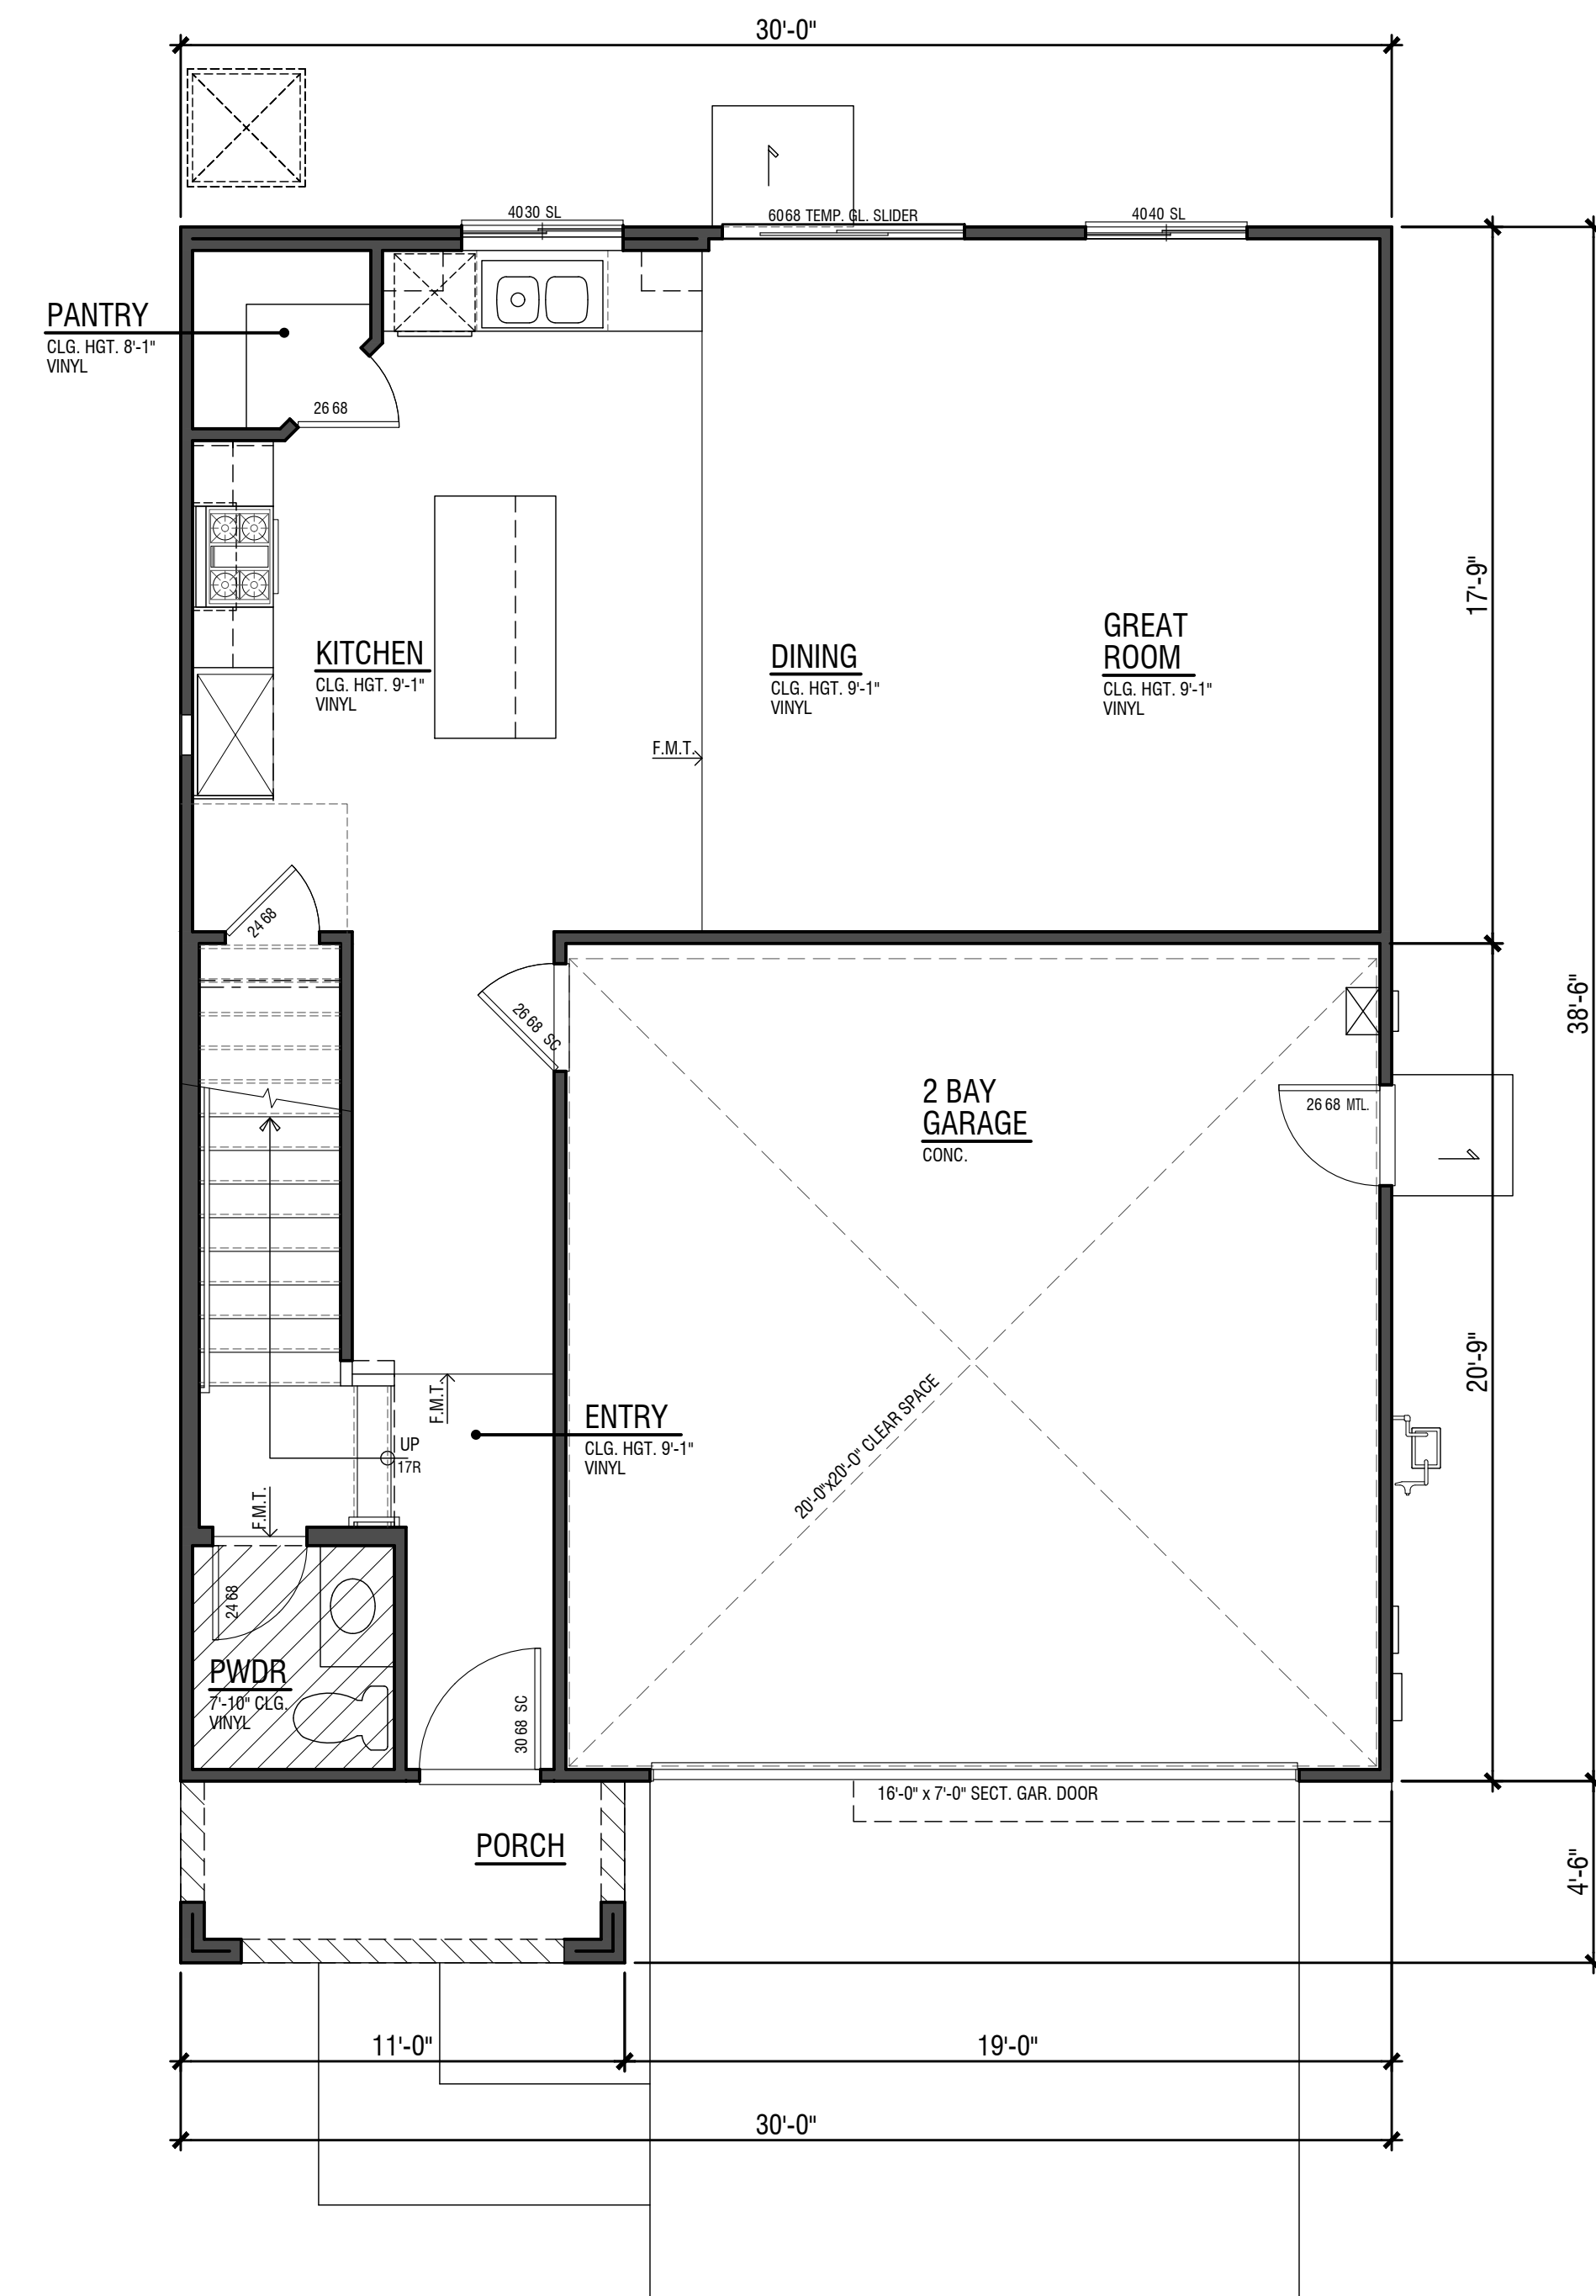 30'-0"
4030 SL
6068 TEMP. GL. SLIDER
4040 SL
PANTRY
CLG. HGT. 8'-1"
VINYL
26 68
17'-9"
KITCHEN
CLG. HGT. 9'-1"
VINYL
DINING
CLG. HGT. 9'-1"
VINYL
GREAT
ROOM
CLG. HGT. 9'-1"
VINYL
F.M.T.
24 68
26 68 SC
38'-6"
2 BAY
GARAGE
CONC.
26 68 MTL.
20'-9"
20'-0"x20'-0" CLEAR SPACE
F.M.T.
ENTRY
CLG. HGT. 9'-1"
VINYL
UP
17R
F.M.T.
24 68
PWDR
7'-10" CLG.
VINYL
30 68 SC
16'-0" x 7'-0" SECT. GAR. DOOR
PORCH
4'-6"
11'-0"
19'-0"
30'-0"